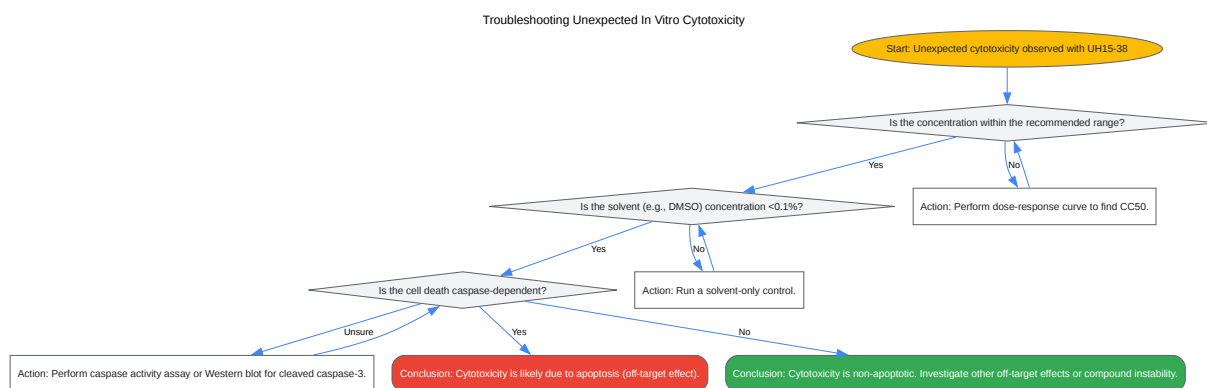 Troubleshooting Unexpected In Vitro Cytotoxicity
Start: Unexpected cytotoxicity observed with UH15-38
Is the concentration within the recommended range?
Yes
No
Is the solvent (e.g., DMSO) concentration <0.1%?
Action: Perform dose-response curve to find CC50.
Yes
No
Is the cell death caspase-dependent?
Action: Run a solvent-only control.
Unsure
Yes
No
Action: Perform caspase activity assay or Western blot for cleaved caspase-3.
Conclusion: Cytotoxicity is likely due to apoptosis (off-target effect).
Conclusion: Cytotoxicity is non-apoptotic. Investigate other off-target effects or compound instability.